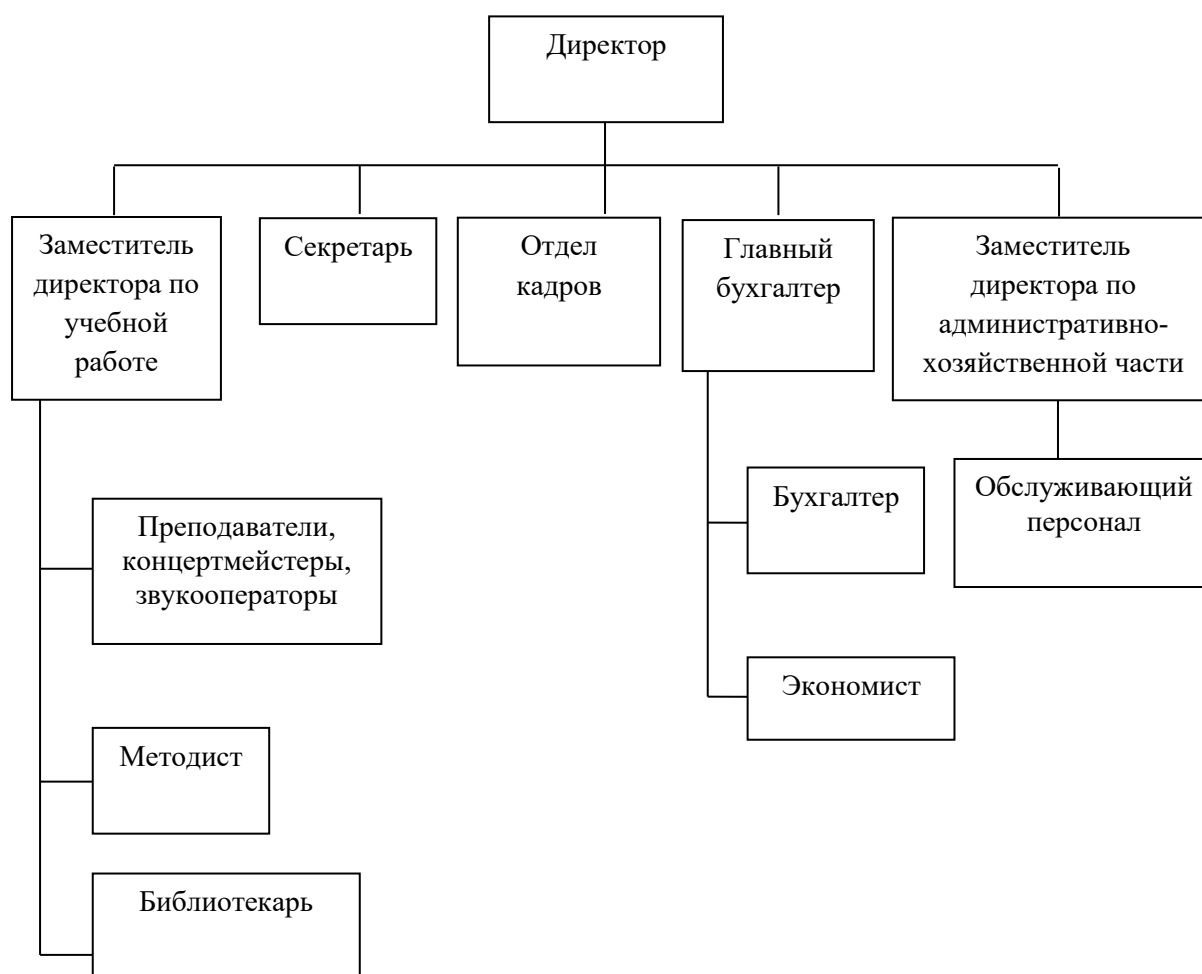 Директор
Заместитель
директора по
учебной
работе
Секретарь
Отдел
кадров
Главный
бухгалтер
Заместитель
директора по
административно-
хозяйственной части
Преподаватели,
концертмейстеры,
звукооператоры
Методист
Библиотекарь
Бухгалтер
Экономист
Обслуживающий
персонал